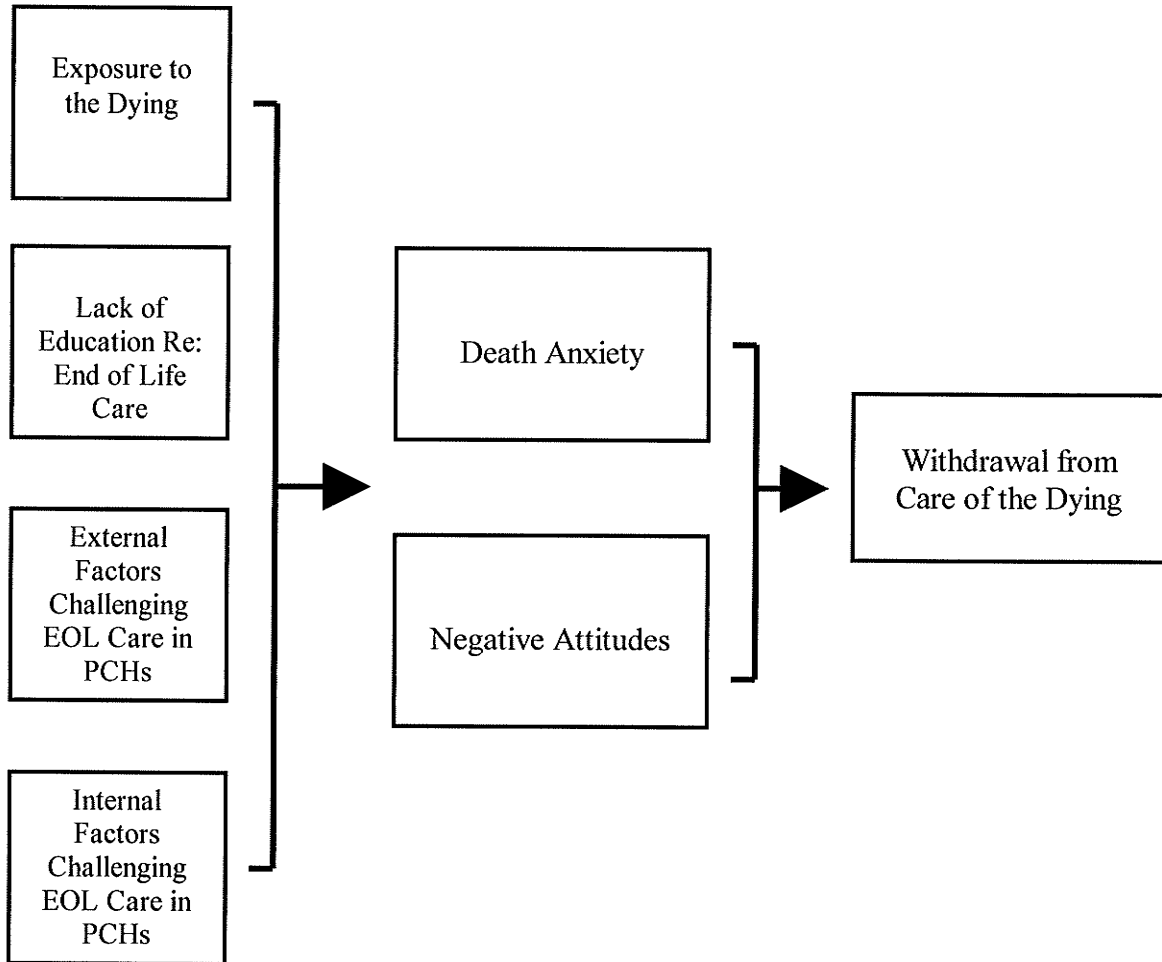 Exposure to
the Dying
Lack of
Education Re:
End of Life
Care
External
Factors
Challenging
EOL Care in
PCHs
Internal
Factors
Challenging
EOL Care in
PCHs
Death Anxiety
Negative Attitudes
Withdrawal from
Care of the Dying